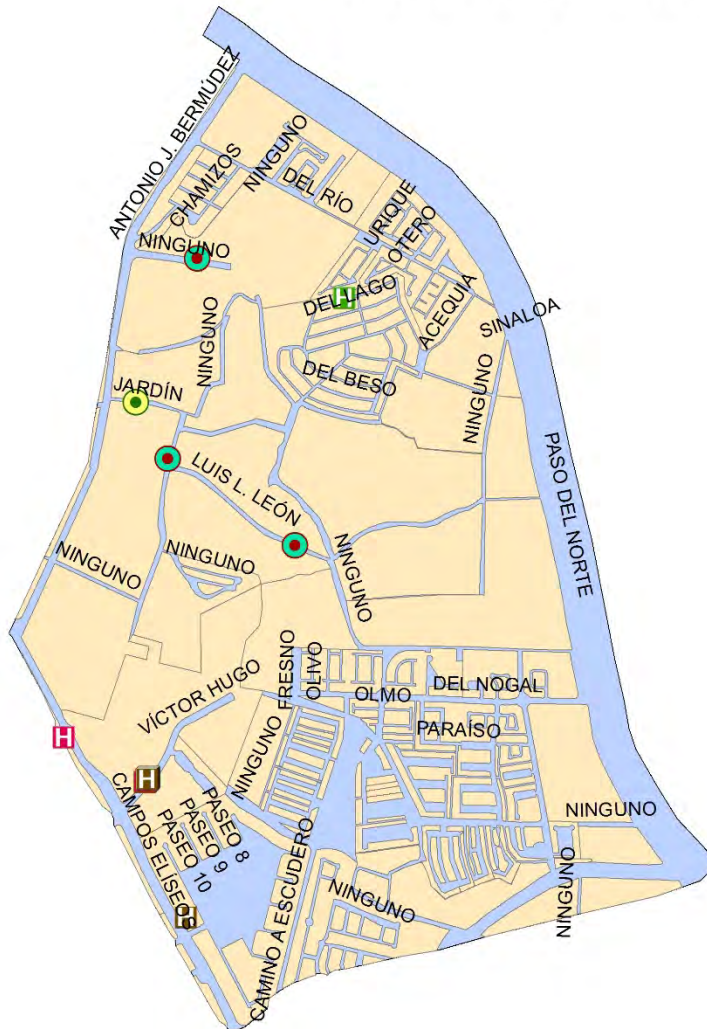 ANTONIO J. BERMÚDEZ
CHAMIZOS
NINGUNO
DEL RÍO
URIQUE
OTERO
NINGUNO
H
DEL LAGO
ACEQUIA
SINALOA
NINGUNO
DEL BESO
NINGUNO
JARDÍN
PASO DEL NORTE
LUIS L. LEÓN
NINGUNO
NINGUNO
NINGUNO
FRESNO
OLIVO
VÍCTOR HUGO
OLMO
DEL NOGAL
PARAÍSO
H
NINGUNO
H
CAMPOS ELÍSEOS
PASEO 8
PASEO 9
PASEO 10
NINGUNO
H
CAMINO A ESCUDERO
NINGUNO
NINGUNO